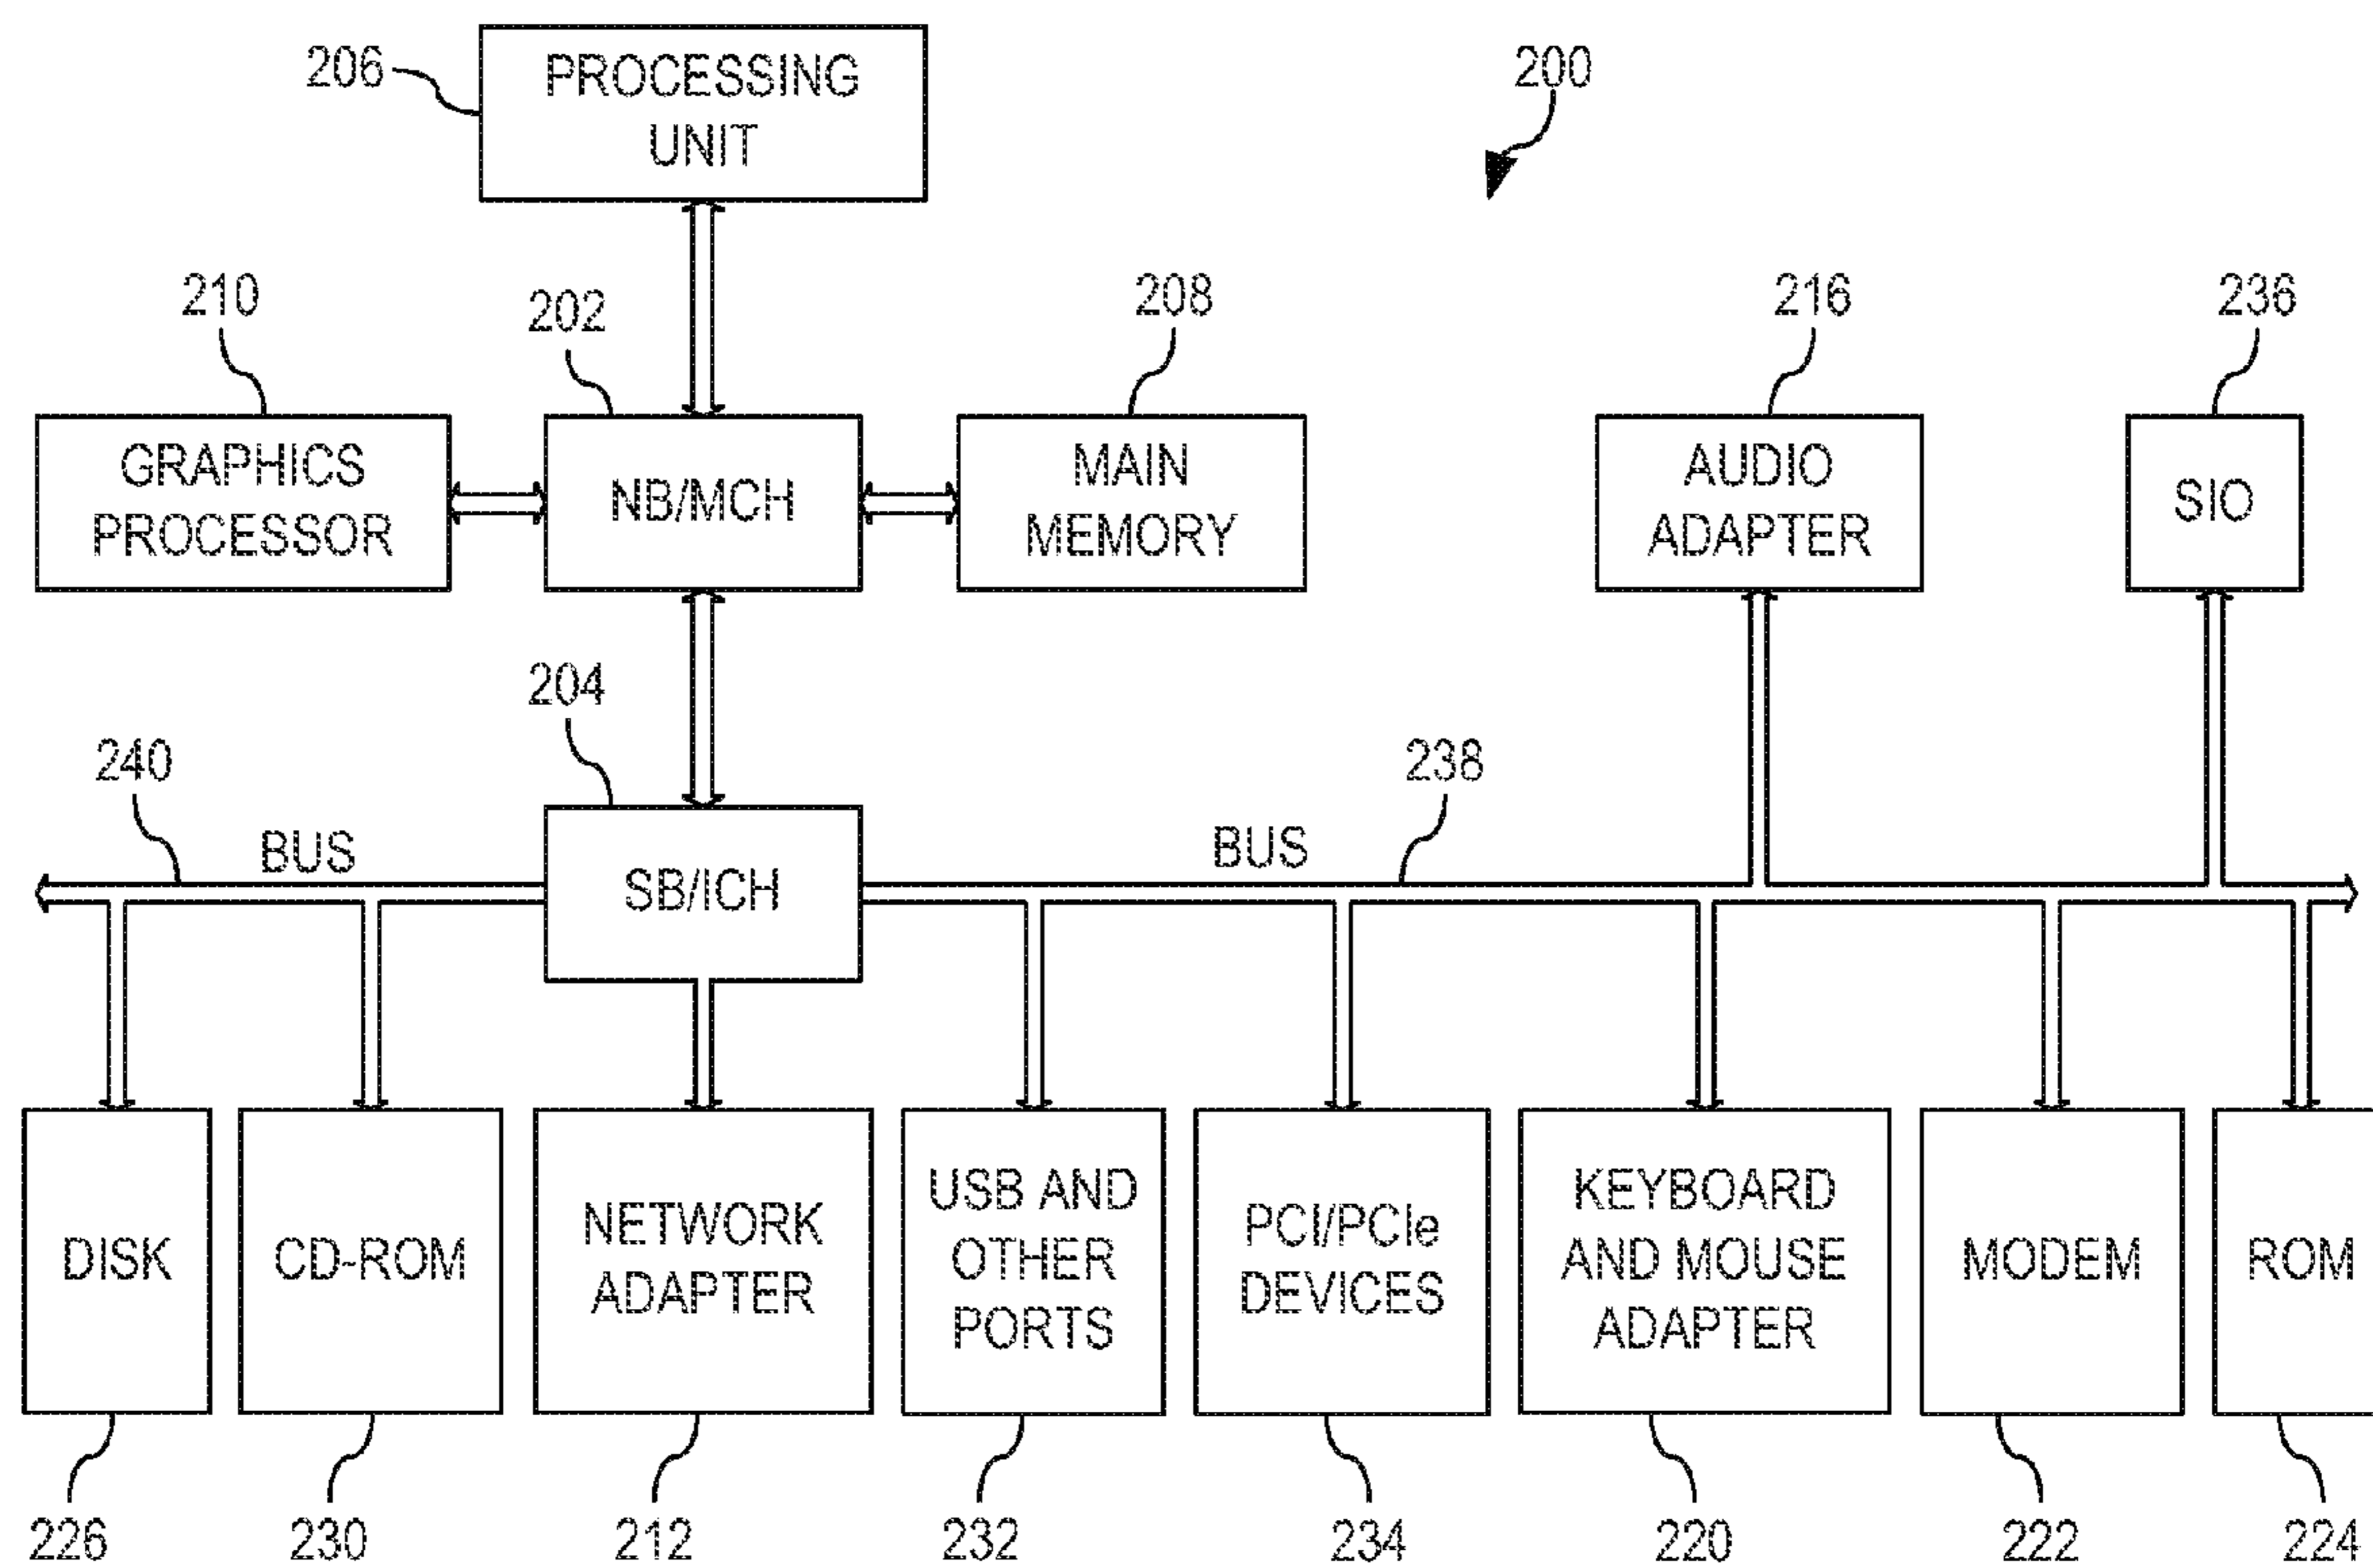 206
PROCESSING
UNIT
200
210
202
208
216
236
GRAPHICS
PROCESSOR
NB/MCH
MAIN
MEMORY
AUDIO
ADAPTER
SIO
204
240
238
BUS
SB/ICH
BUS
DISK
CD-ROM
NETWORK
ADAPTER
USB AND
OTHER
PORTS
PCI/PCIe
DEVICES
KEYBOARD
AND MOUSE
ADAPTER
MODEM
ROM
226
230
212
232
234
220
222
224